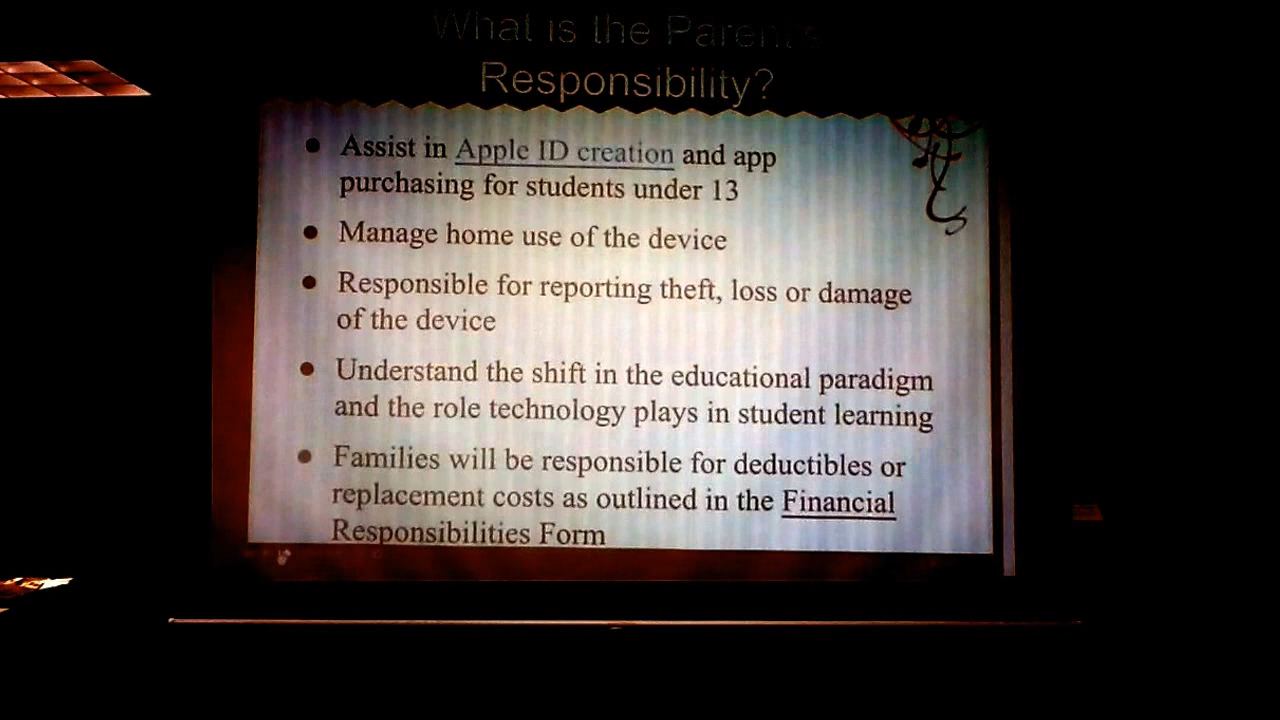 What is the Parent's
Responsibility?
• Assist in Apple ID creation and app
purchasing for students under 13
• Manage home use of the device
• Responsible for reporting theft, loss or damage
of the device
• Understand the shift in the educational paradigm
and the role technology plays in student learning
• Families will be responsible for deductibles or
replacement costs as outlined in the Financial
Responsibilities Form